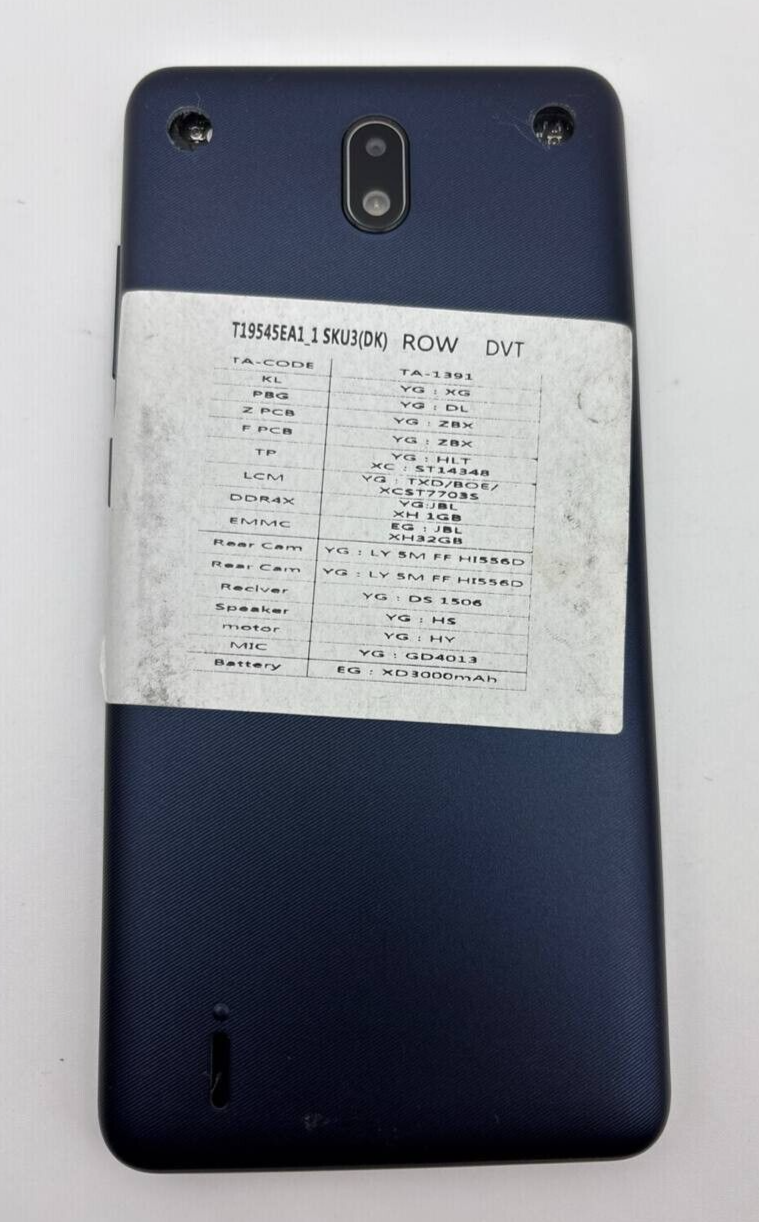 T19545EA1_1 SKU3(DK) ROW DVT
TA-CODE TA-1391
KL YG : XG
PBG YG : DL
Z PCB YG : ZBX
F PCB YG : ZBX
TP YG : HLT
XC : ST14348
LCM YG : TXD/BOE/
XCST7703S
DDR4X YG:JBL
XH 1GB
EMMC EG : JBL
XH32GB
Rear Cam YG : LY 5M FF HI556D
Rear Cam YG : LY 5M FF HI556D
Reciver YG : DS 1506
Speaker YG : HS
motor YG : HY
MIC YG : GD4013
Battery EG : XD3000mAh